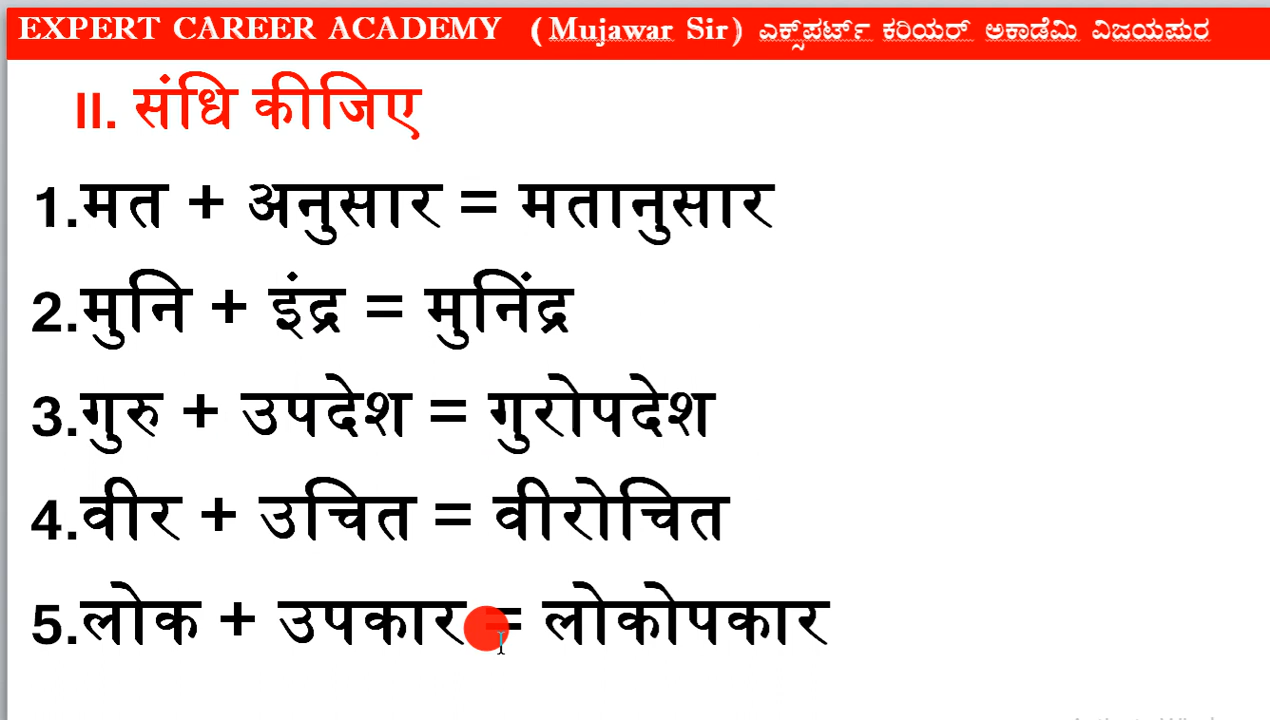 EXPERT CAREER ACADEMY (Mujawar Sir) ಎಕ್ಸ್‌ಪರ್ಟ್ ಕರಿಯರ್ ಅಕಾಡೆಮಿ ವಿಜಯಪುರ
II. संधि कीजिए
1.मत + अनुसार = मतानुसार
2.मुनि + इंद्र = मुनिंद्र
3.गुरु + उपदेश = गुरोपदेश
4.वीर + उचित = वीरोचित
5.लोक + उपकार = लोकोपकार